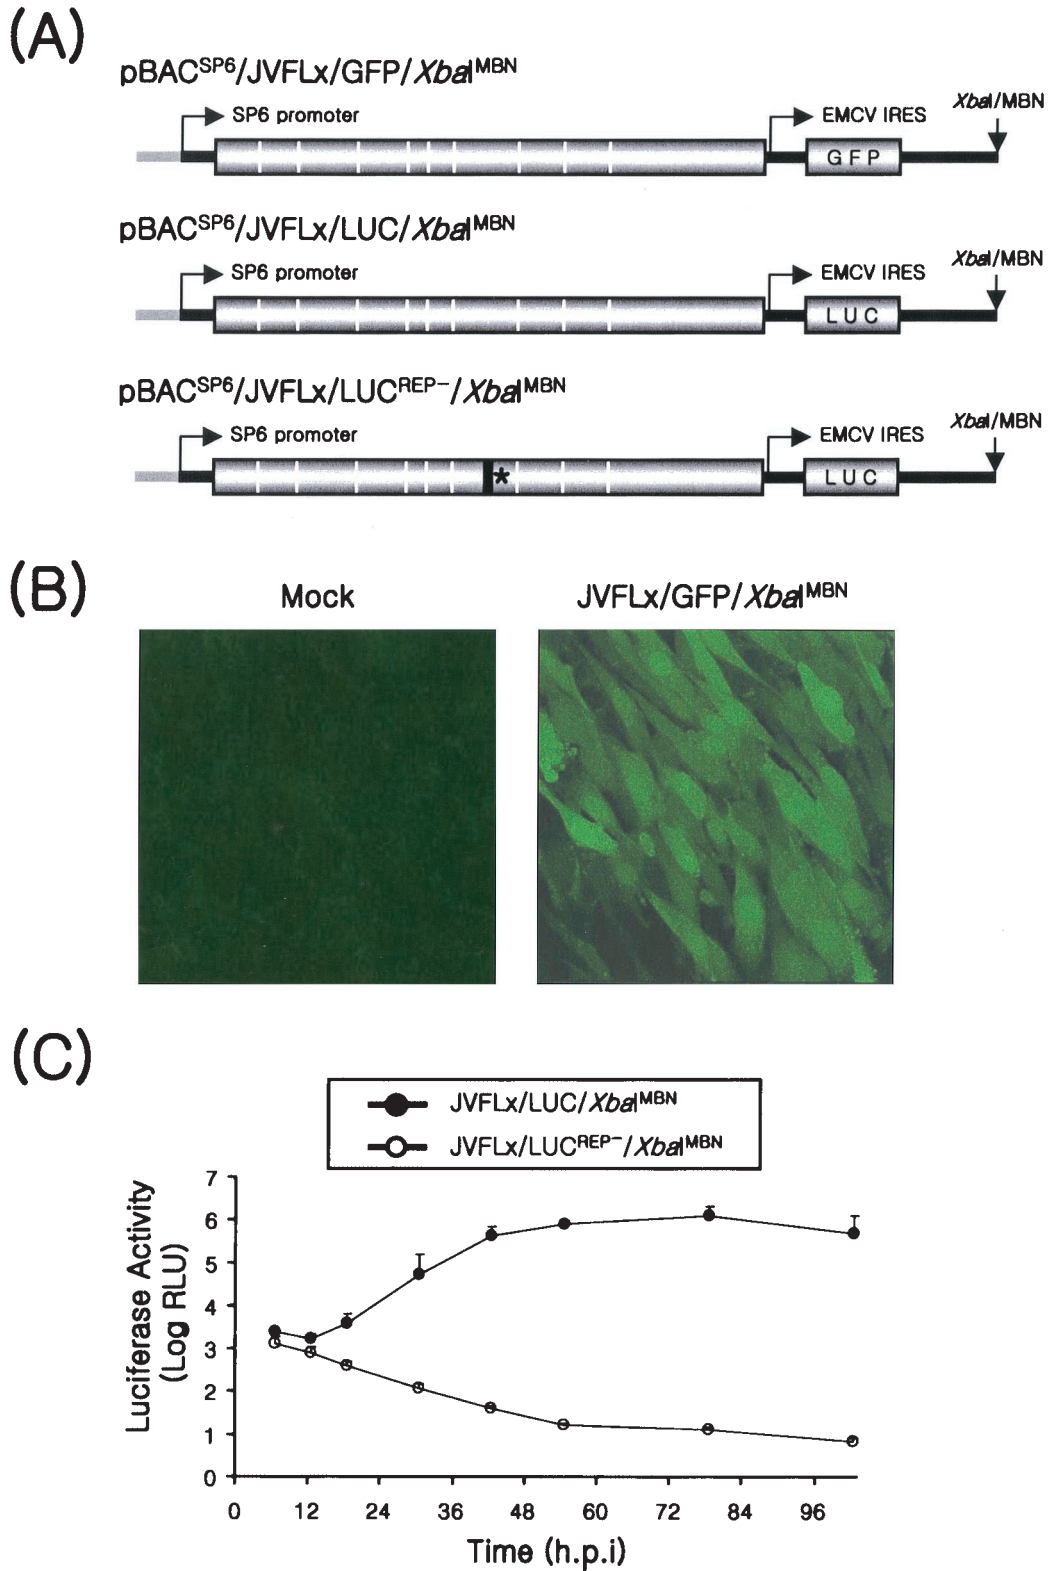 (A)
pBACSP6/JVFLx/GFP/XbaIMBN
SP6 promoter
EMCV IRES
XbaI/MBN
GFP
pBACSP6/JVFLx/LUC/XbaIMBN
SP6 promoter
EMCV IRES
XbaI/MBN
LUC
pBACSP6/JVFLx/LUCREP-/XbaIMBN
SP6 promoter
EMCV IRES
XbaI/MBN
*
LUC
(B)
Mock
JVFLx/GFP/XbaIMBN
(C)
JVFLx/LUC/XbaIMBN
JVFLx/LUCREP-/XbaIMBN
Luciferase Activity
(Log RLU)
7
6
5
4
3
2
1
0
0 12 24 36 48 60 72 84 96
Time (h.p.i)